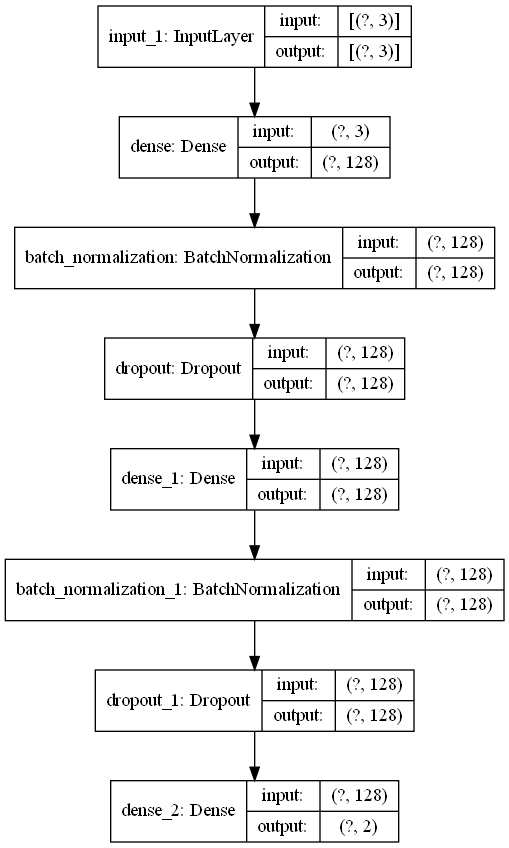 input_1: InputLayer
input: [(?, 3)]
output: [(?, 3)]
dense: Dense
input: (?, 3)
output: (?, 128)
batch_normalization: BatchNormalization
input: (?, 128)
output: (?, 128)
dropout: Dropout
input: (?, 128)
output: (?, 128)
dense_1: Dense
input: (?, 128)
output: (?, 128)
batch_normalization_1: BatchNormalization
input: (?, 128)
output: (?, 128)
dropout_1: Dropout
input: (?, 128)
output: (?, 128)
dense_2: Dense
input: (?, 128)
output: (?, 2)